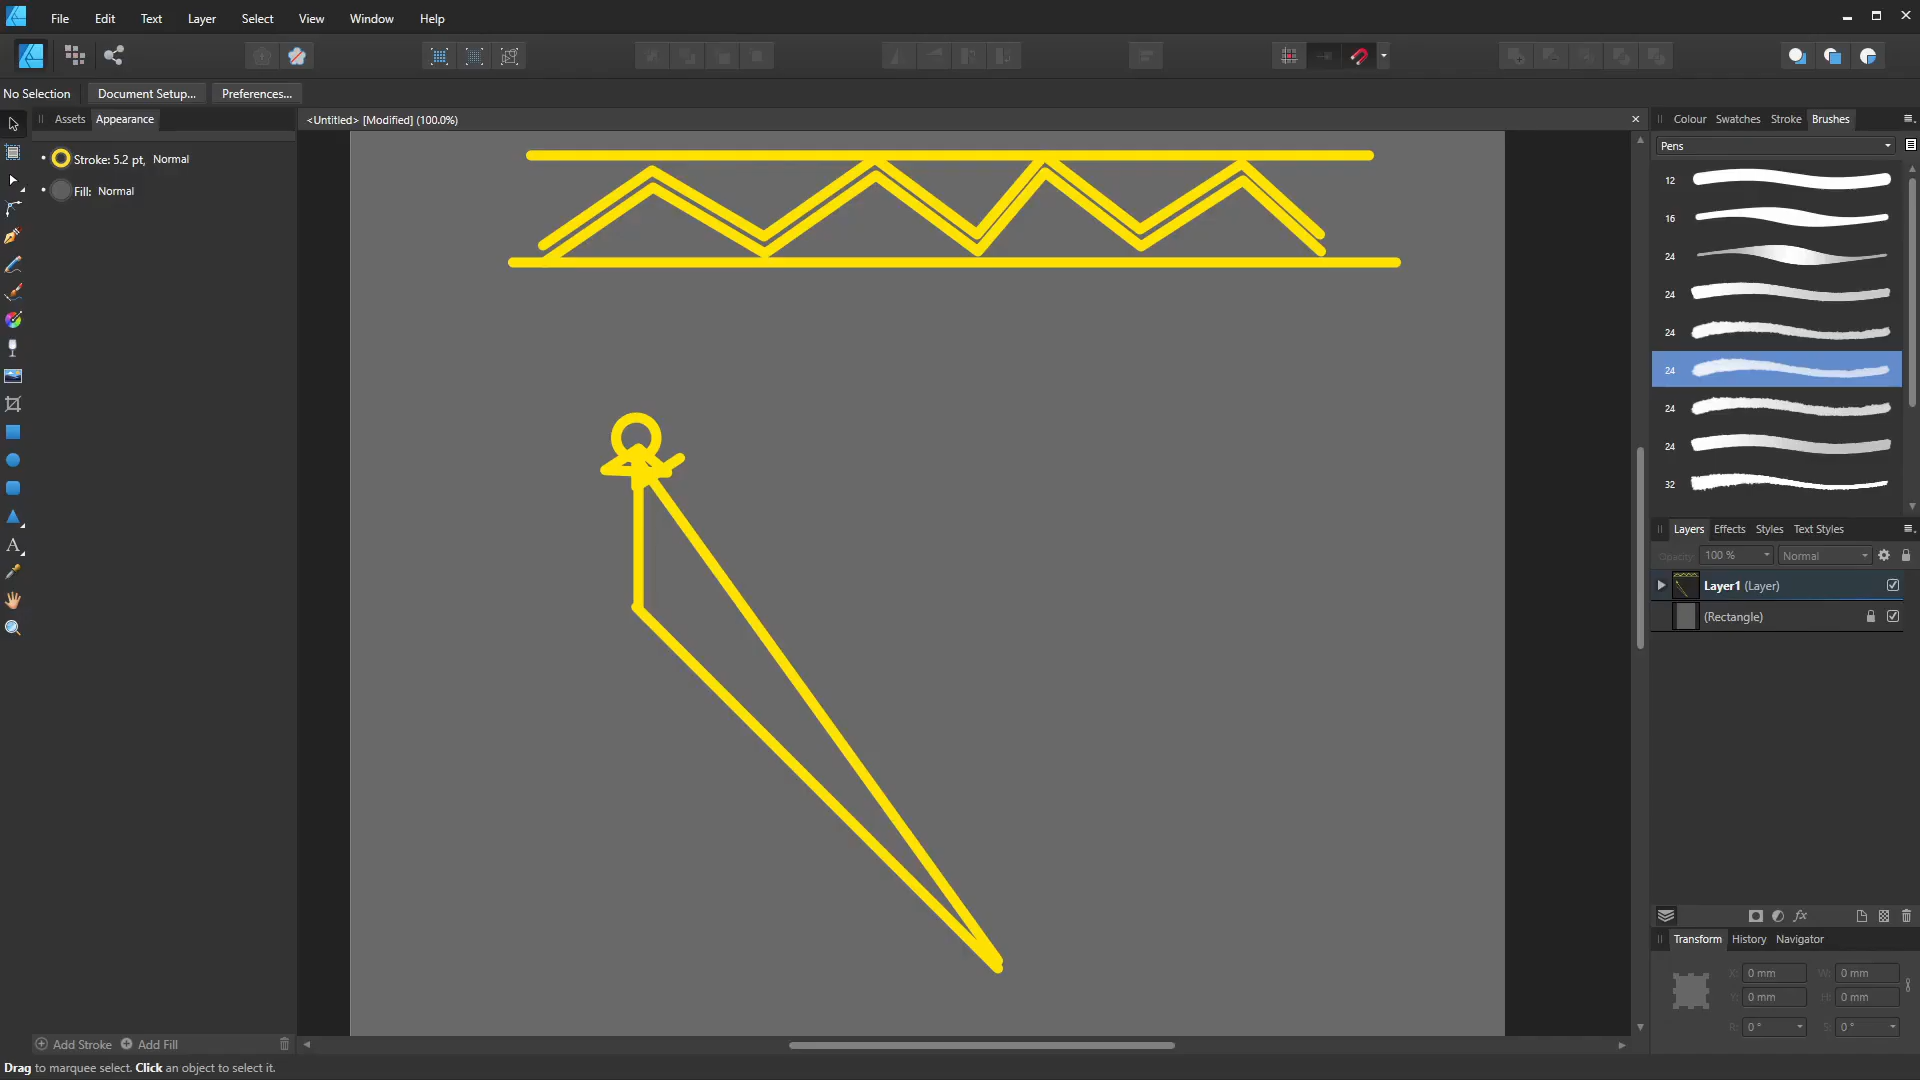 File Edit Text Layer Select View Window Help
No Selection Document Setup... Preferences...
Assets Appearance
<Untitled> [Modified] (100.0%)
Colour Swatches Stroke Brushes
Stroke: 5.2 pt, Normal
Fill: Normal
Pens
12
16
24
24
24
24
24
24
32
Layers Effects Styles Text Styles
Opacity: 100 % Normal
Layer1 (Layer)
(Rectangle)
fx
Transform History Navigator
X: 0 mm W: 0 mm
Y: 0 mm H: 0 mm
R: 0 ° S: 0 °
Add Stroke Add Fill
Drag to marquee select. Click an object to select it.